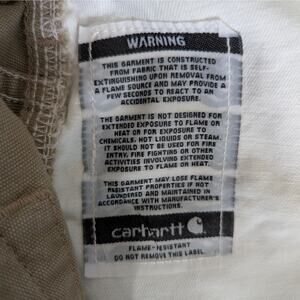 WARNING
THIS GARMENT IS CONSTRUCTED
FROM FABRIC THAT IS SELF-
EXTINGUISHING UPON REMOVAL FROM
A FLAME SOURCE AND MAY PROVIDE A
FEW SECONDS TO REACT TO AN
ACCIDENTAL EXPOSURE.
THE GARMENT IS NOT DESIGNED FOR
EXTENDED EXPOSURE TO FLAME OR
HEAT OR FOR EXPOSURE TO
CHEMICALS, HOT LIQUIDS OR STEAM.
IT SHOULD NOT BE USED FOR FIRE
ENTRY, FIRE FIGHTING OR OTHER
ACTIVITIES INVOLVING EXTENDED
EXPOSURE TO FLAME OR HEAT.
THIS GARMENT MAY LOSE FLAME
RESISTANT PROPERTIES IF NOT
LAUNDERED AND MAINTAINED IN
ACCORDANCE WITH MANUFACTURER'S
INSTRUCTIONS.
carhartt
FLAME-RESISTANT
DO NOT REMOVE THIS LABEL